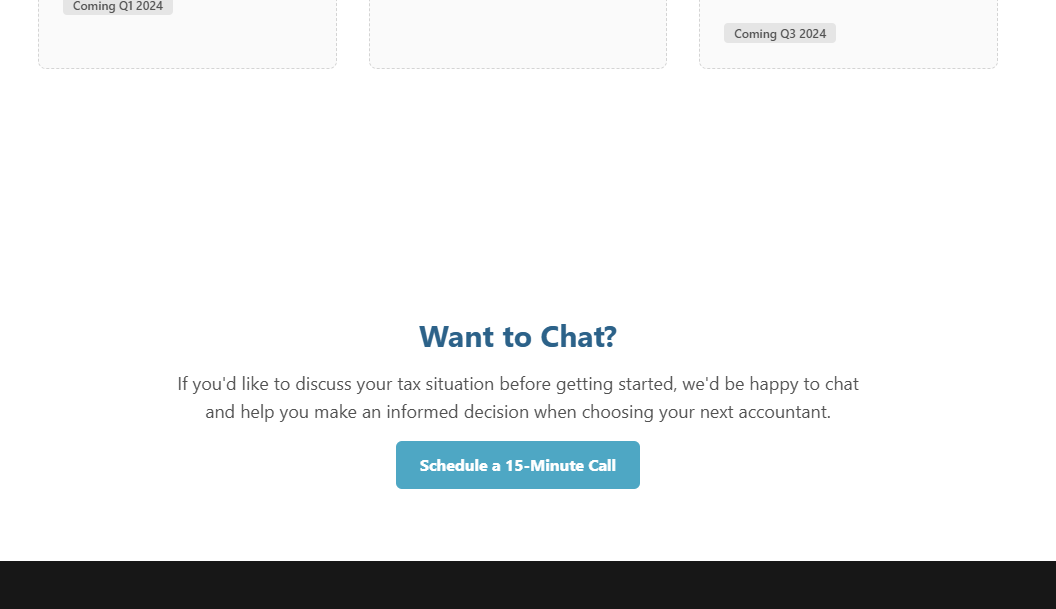 Coming Q1 2024
Coming Q3 2024
Want to Chat?
If you'd like to discuss your tax situation before getting started, we'd be happy to chat
and help you make an informed decision when choosing your next accountant.
Schedule a 15-Minute Call